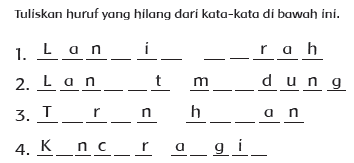 Tuliskan huruf yang hilang dari kata-kata di bawah ini.
1. L a n _ i _ _ _ r a h
2. L a n _ _ t m _ _ d u n g
3. T _ r _ n h _ _ a n
4. K _ n c _ r a _ g i _